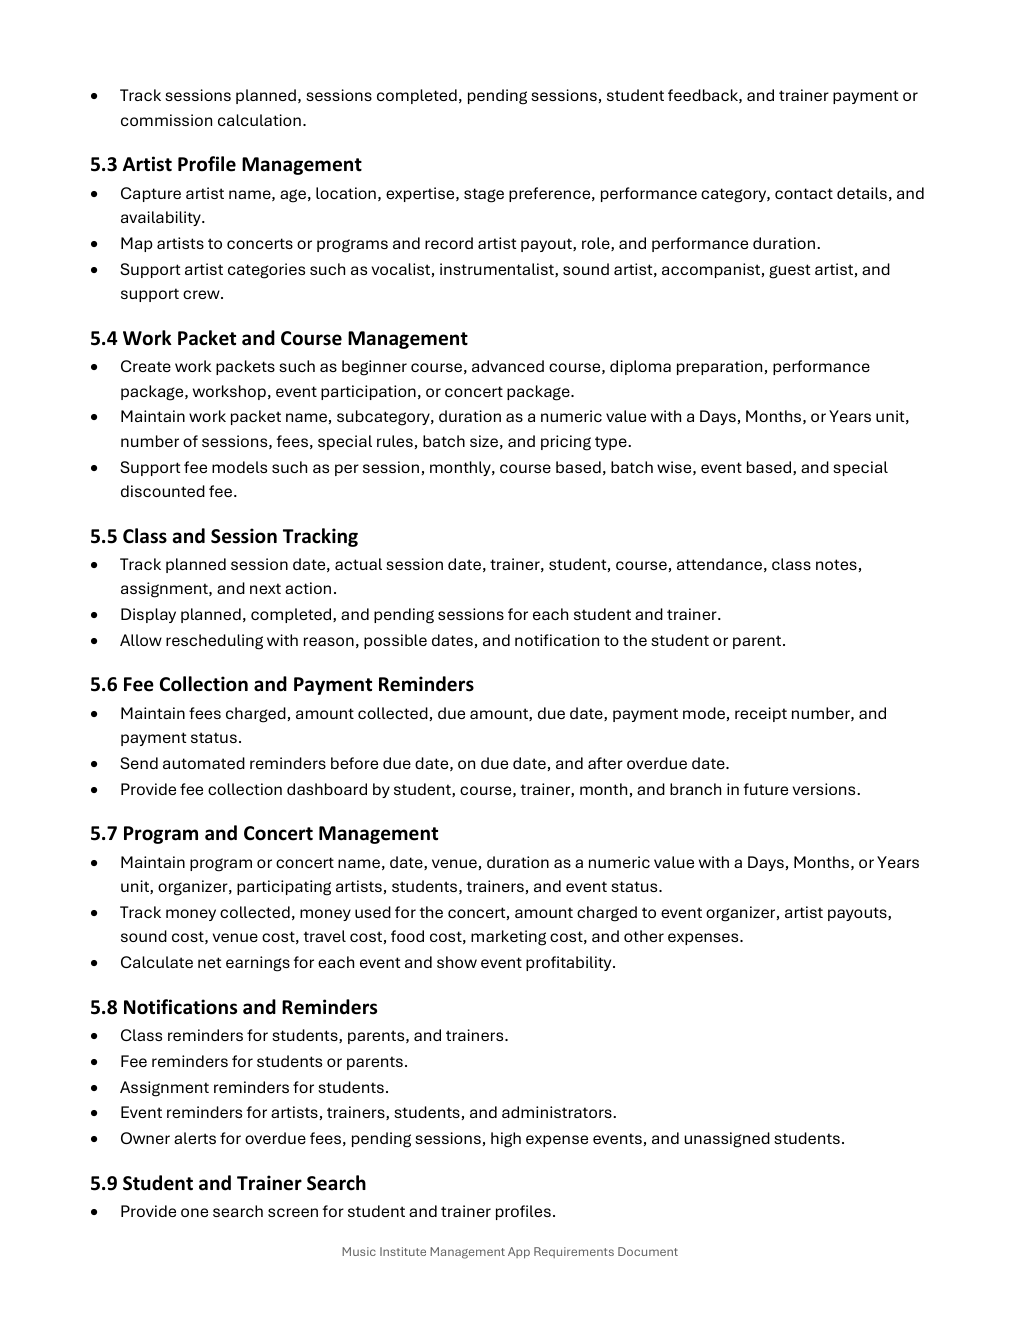 • Track sessions planned, sessions completed, pending sessions, student feedback, and trainer payment or
commission calculation.
5.3 Artist Profile Management
• Capture artist name, age, location, expertise, stage preference, performance category, contact details, and
availability.
• Map artists to concerts or programs and record artist payout, role, and performance duration.
• Support artist categories such as vocalist, instrumentalist, sound artist, accompanist, guest artist, and
support crew.
5.4 Work Packet and Course Management
• Create work packets such as beginner course, advanced course, diploma preparation, performance
package, workshop, event participation, or concert package.
• Maintain work packet name, subcategory, duration as a numeric value with a Days, Months, or Years unit,
number of sessions, fees, special rules, batch size, and pricing type.
• Support fee models such as per session, monthly, course based, batch wise, event based, and special
discounted fee.
5.5 Class and Session Tracking
• Track planned session date, actual session date, trainer, student, course, attendance, class notes,
assignment, and next action.
• Display planned, completed, and pending sessions for each student and trainer.
• Allow rescheduling with reason, possible dates, and notification to the student or parent.
5.6 Fee Collection and Payment Reminders
• Maintain fees charged, amount collected, due amount, due date, payment mode, receipt number, and
payment status.
• Send automated reminders before due date, on due date, and after overdue date.
• Provide fee collection dashboard by student, course, trainer, month, and branch in future versions.
5.7 Program and Concert Management
• Maintain program or concert name, date, venue, duration as a numeric value with a Days, Months, or Years
unit, organizer, participating artists, students, trainers, and event status.
• Track money collected, money used for the concert, amount charged to event organizer, artist payouts,
sound cost, venue cost, travel cost, food cost, marketing cost, and other expenses.
• Calculate net earnings for each event and show event profitability.
5.8 Notifications and Reminders
• Class reminders for students, parents, and trainers.
• Fee reminders for students or parents.
• Assignment reminders for students.
• Event reminders for artists, trainers, students, and administrators.
• Owner alerts for overdue fees, pending sessions, high expense events, and unassigned students.
5.9 Student and Trainer Search
• Provide one search screen for student and trainer profiles.
Music Institute Management App Requirements Document